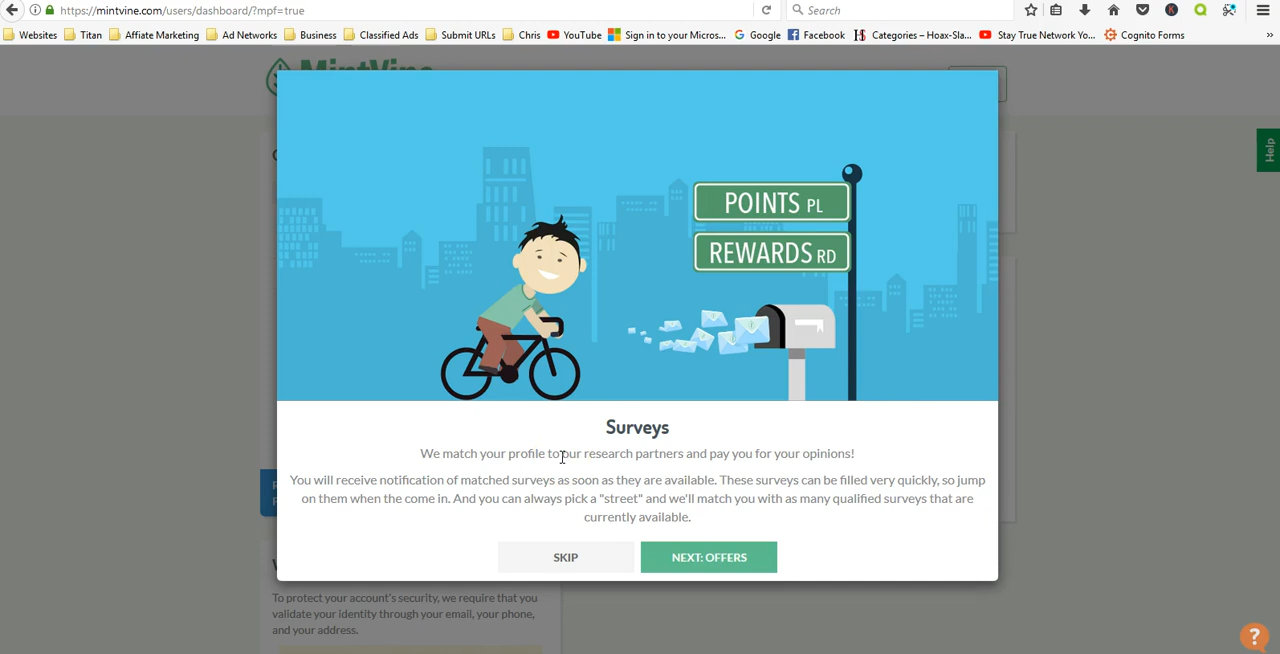 https://mintvine.com/users/dashboard/?mpf=true
Search
Websites Titan Affiate Marketing Ad Networks Business Classified Ads Submit URLs Chris YouTube Sign in to your Micros... Google Facebook Categories – Hoax-Sla... Stay True Network Yo... Cognito Forms
MintVine
Help
POINTS PL
REWARDS RD
Surveys
We match your profile to our research partners and pay you for your opinions!
You will receive notification of matched surveys as soon as they are available. These surveys can be filled very quickly, so jump
on them when the come in. And you can always pick a "street" and we'll match you with as many qualified surveys that are
currently available.
SKIP
NEXT: OFFERS
To protect your account's security, we require that you
validate your identity through your email, your phone,
and your address.